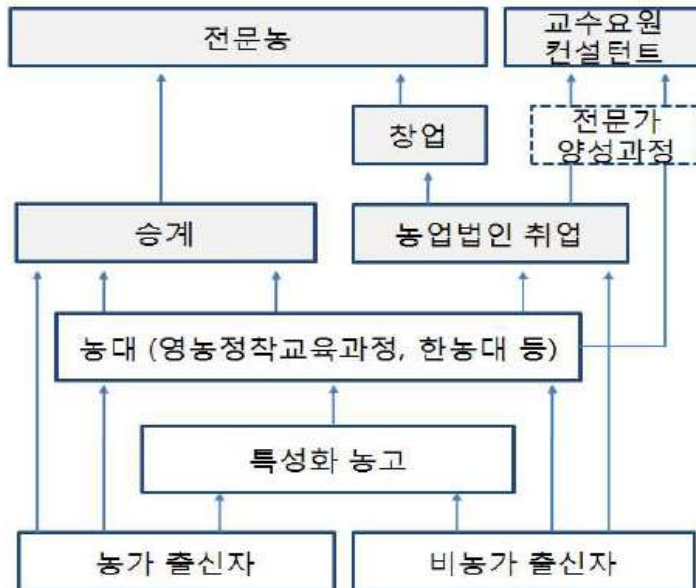 전문농
교수요원
컨설턴트
창업
전문가
양성과정
승계
농업법인 취업
농대 (영농정착교육과정, 한농대 등)
특성화 농고
농가 출신자
비농가 출신자